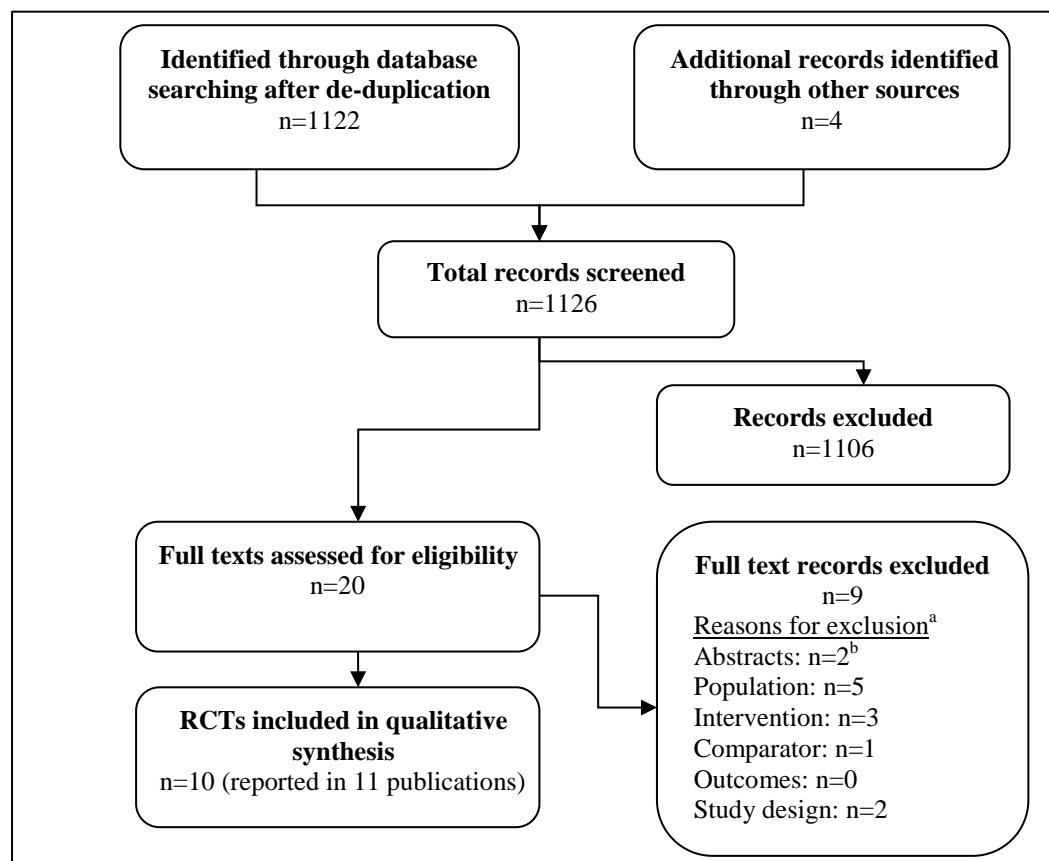 Identified through database
searching after de-duplication
n=1122
Additional records identified
through other sources
n=4
Total records screened
n=1126
Records excluded
n=1106
Full texts assessed for eligibility
n=20
Full text records excluded
n=9
Reasons for exclusionᵃ
Abstracts: n=2ᵇ
Population: n=5
Intervention: n=3
Comparator: n=1
Outcomes: n=0
Study design: n=2
RCTs included in qualitative
synthesis
n=10 (reported in 11 publications)